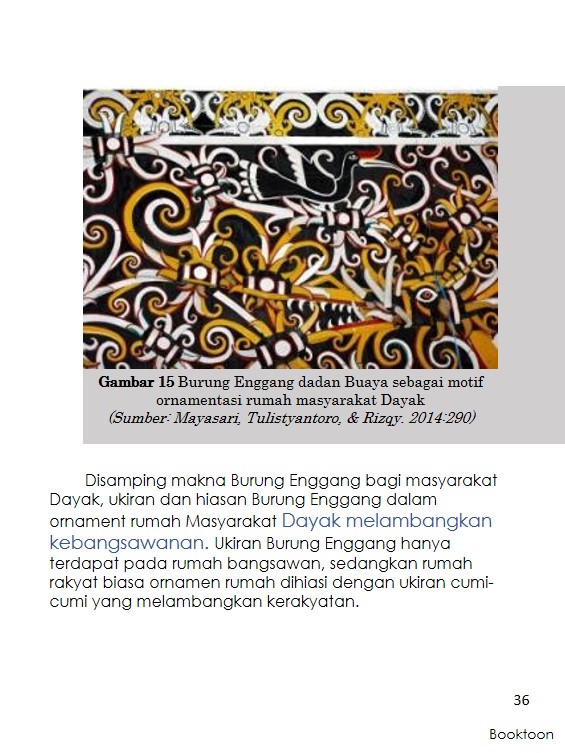 Gambar 15 Burung Enggang dadan Buaya sebagai motif
ornamentasi rumah masyarakat Dayak
(Sumber: Mayasari, Tulistyantoro, & Rizqy. 2014:290)
Disamping makna Burung Enggang bagi masyarakat
Dayak, ukiran dan hiasan Burung Enggang dalam
ornament rumah Masyarakat Dayak melambangkan
kebangsawanan. Ukiran Burung Enggang hanya
terdapat pada rumah bangsawan, sedangkan rumah
rakyat biasa ornamen rumah dihiasi dengan ukiran cumi-
cumi yang melambangkan kerakyatan.
36
Booktoon